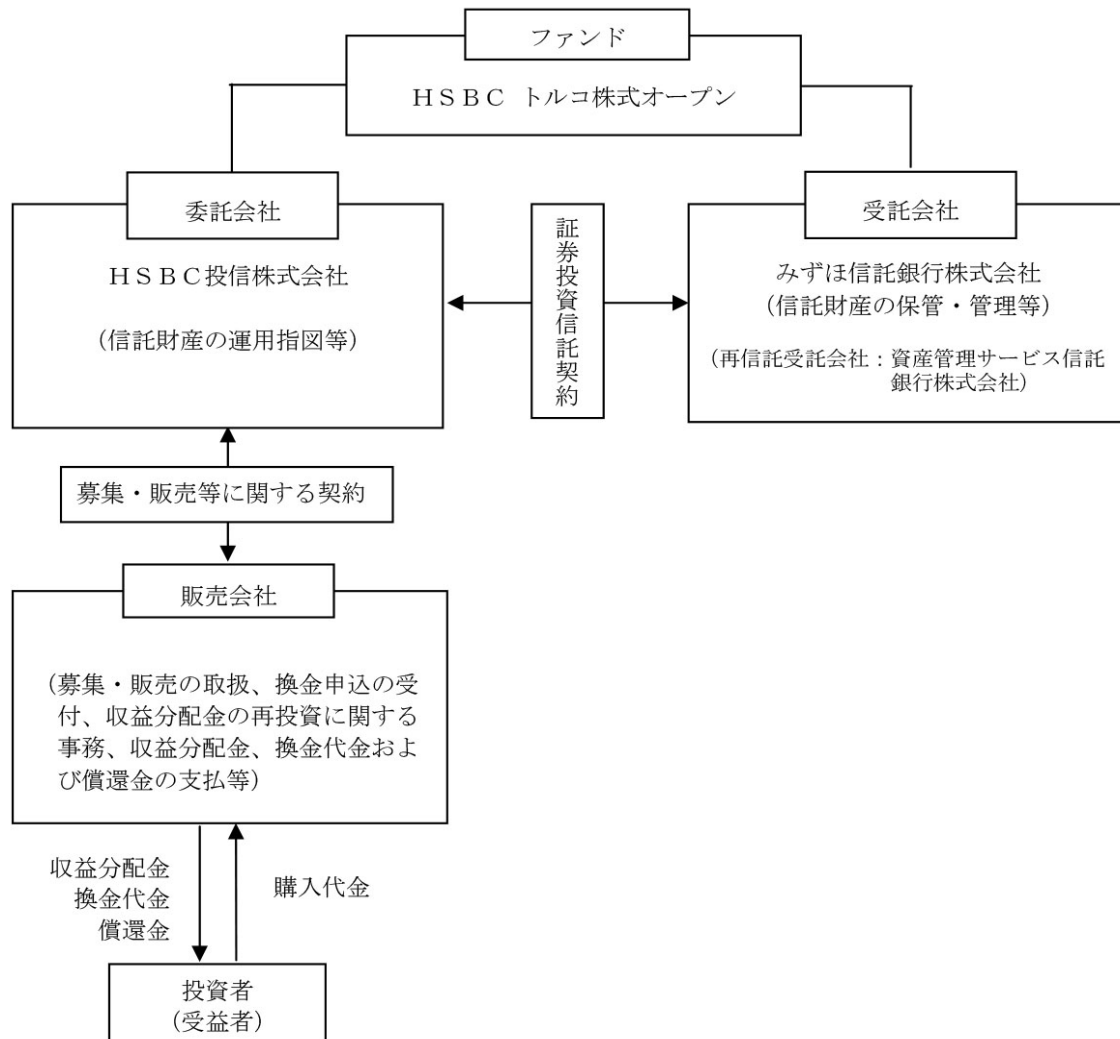 ファンド
ＨＳＢＣ トルコ株式オープン
委託会社
ＨＳＢＣ投信株式会社
（信託財産の運用指図等）
証券投資信託契約
受託会社
みずほ信託銀行株式会社
（信託財産の保管・管理等）
（再信託受託会社：資産管理サービス信託
銀行株式会社）
募集・販売等に関する契約
販売会社
（募集・販売の取扱、換金申込の受
付、収益分配金の再投資に関する
事務、収益分配金、換金代金およ
び償還金の支払等）
収益分配金
換金代金
償還金
購入代金
投資者
（受益者）